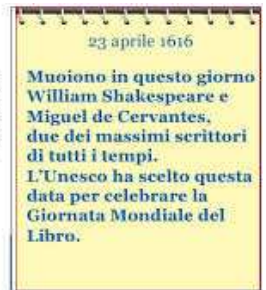 23 aprile 1616
Muoiono in questo giorno
William Shakespeare e
Miguel de Cervantes,
due dei massimi scrittori
di tutti i tempi.
L'Unesco ha scelto questa
data per celebrare la
Giornata Mondiale del
Libro.